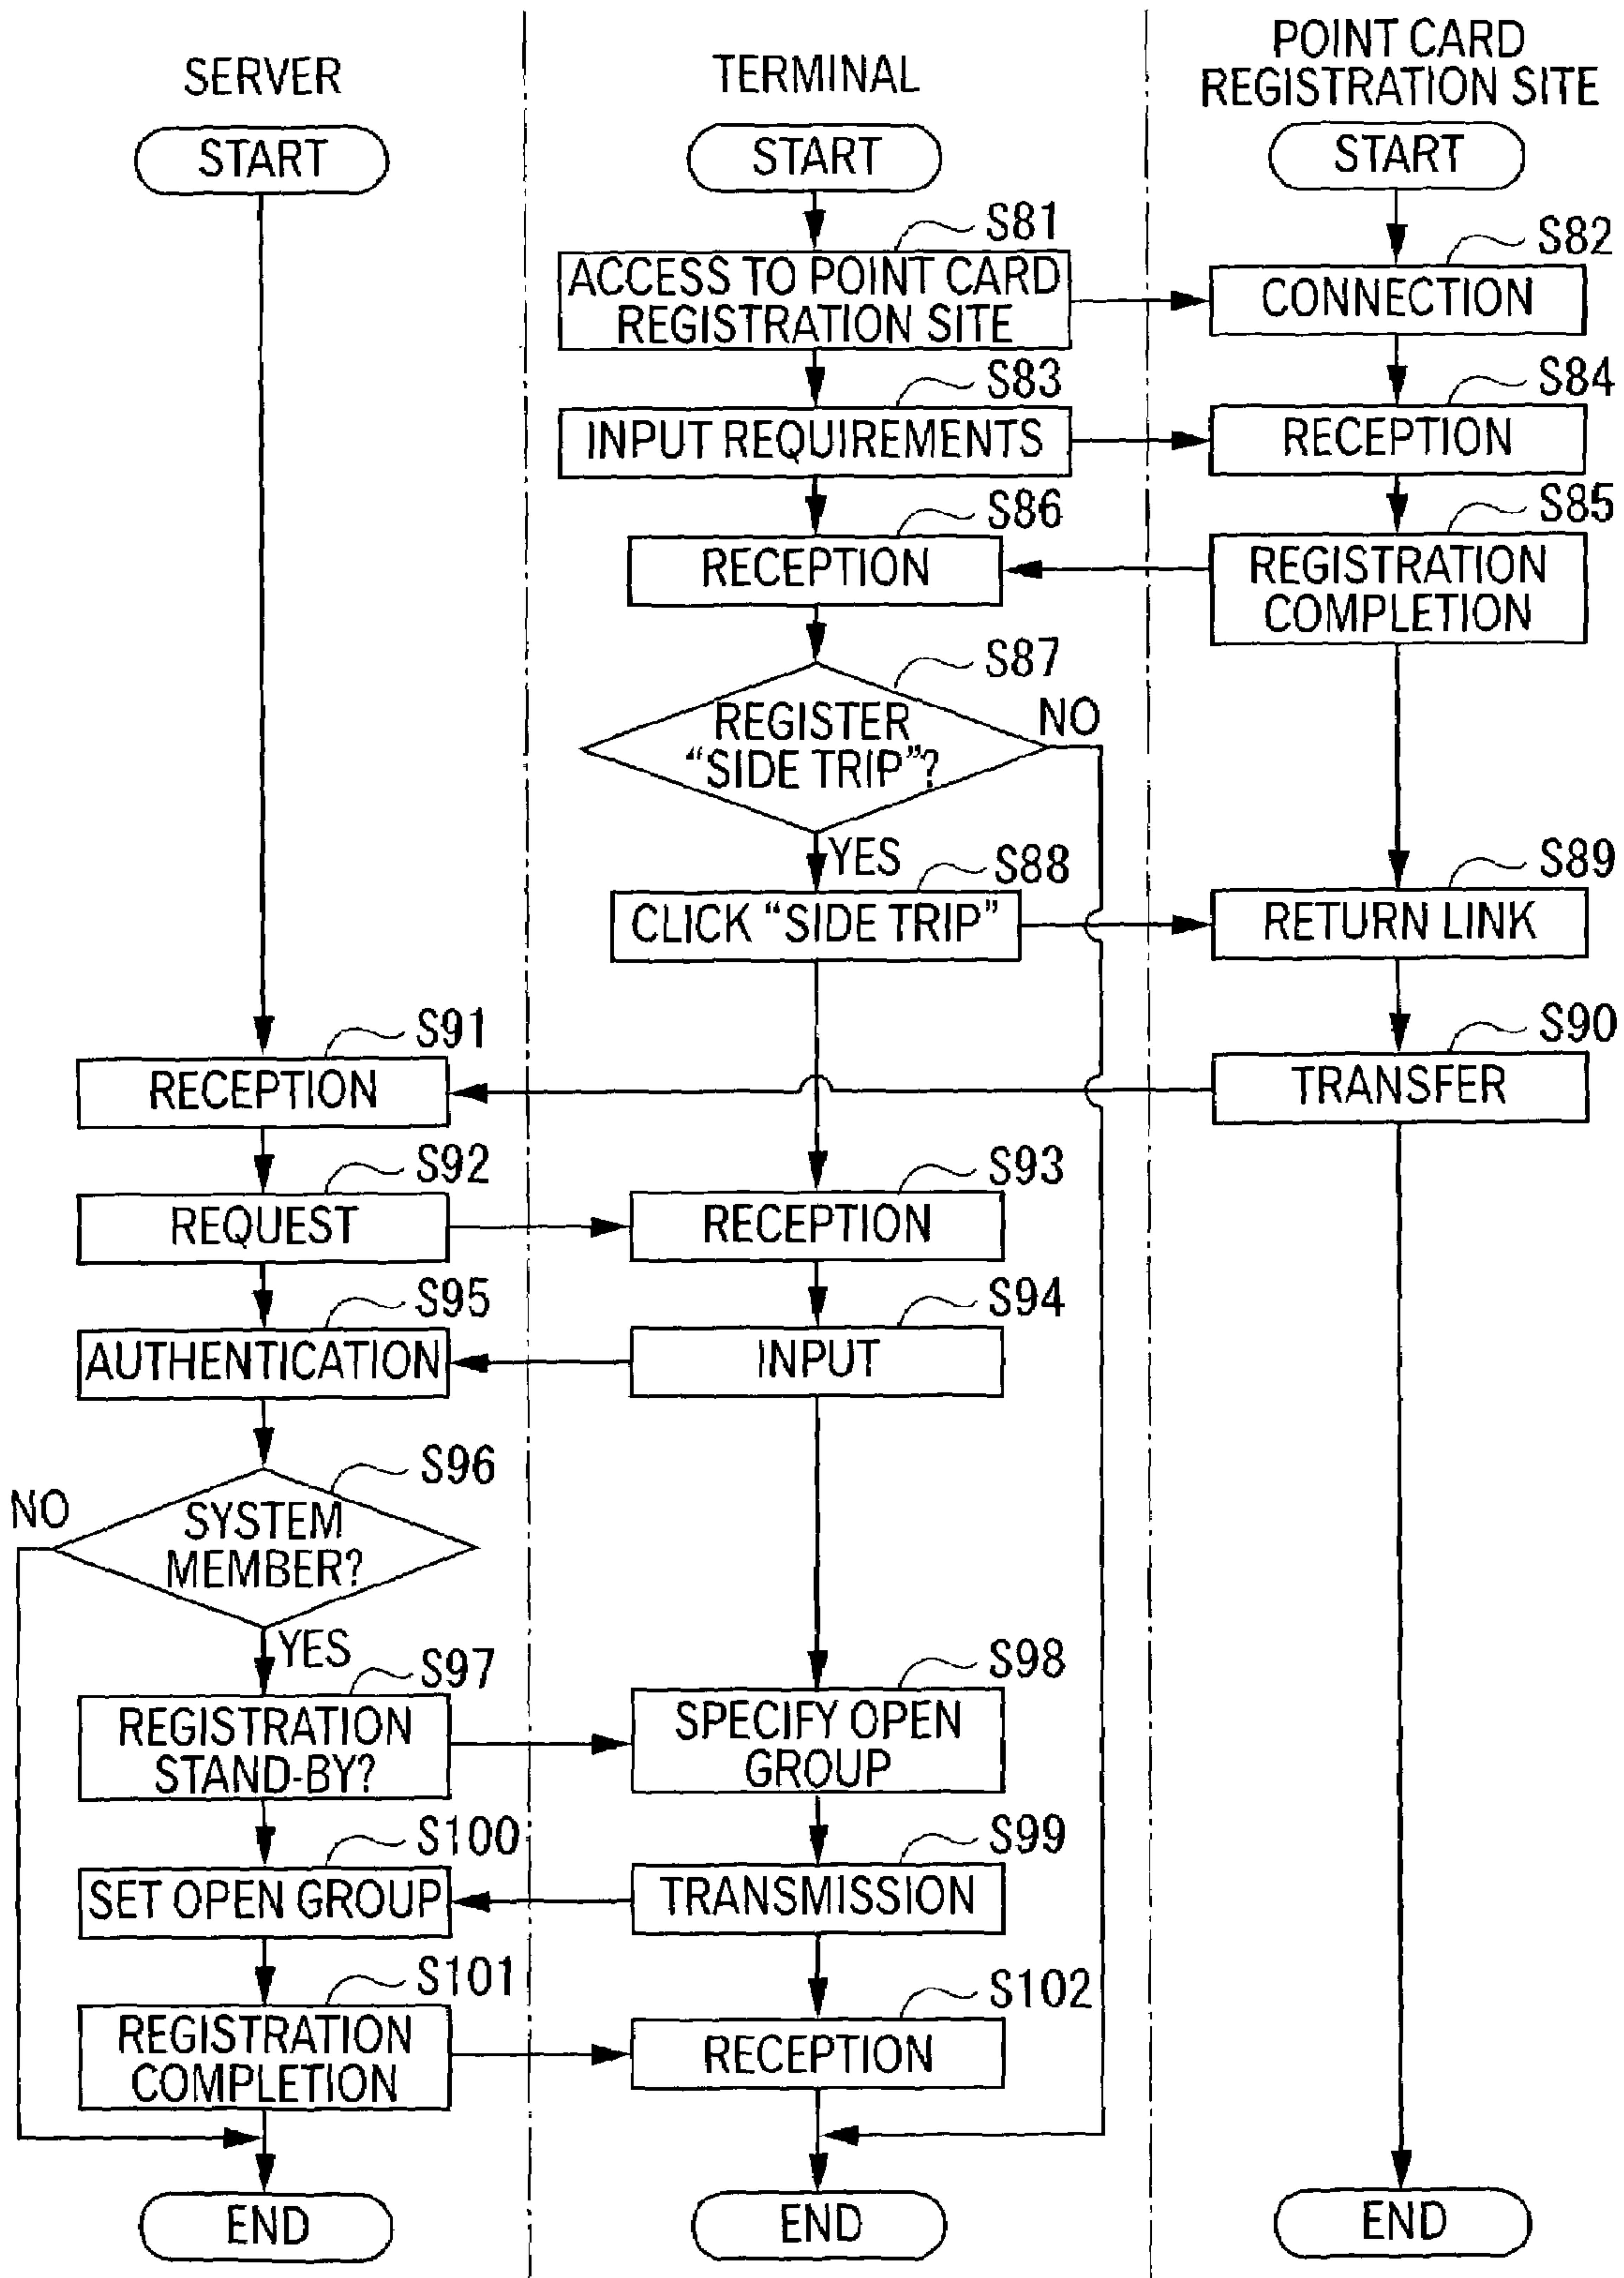 SERVER
TERMINAL
POINT CARD
REGISTRATION SITE
START
START
START
S81
S82
ACCESS TO POINT CARD
REGISTRATION SITE
CONNECTION
S83
S84
INPUT REQUIREMENTS
RECEPTION
S86
S85
RECEPTION
REGISTRATION
COMPLETION
S87
REGISTER
"SIDE TRIP"?
NO
YES
S88
S89
CLICK "SIDE TRIP"
RETURN LINK
S91
S90
RECEPTION
TRANSFER
S92
S93
REQUEST
RECEPTION
S95
S94
AUTHENTICATION
INPUT
S96
NO
SYSTEM
MEMBER?
YES
S97
S98
REGISTRATION
STAND-BY?
SPECIFY OPEN
GROUP
S100
S99
SET OPEN GROUP
TRANSMISSION
S101
S102
REGISTRATION
COMPLETION
RECEPTION
END
END
END